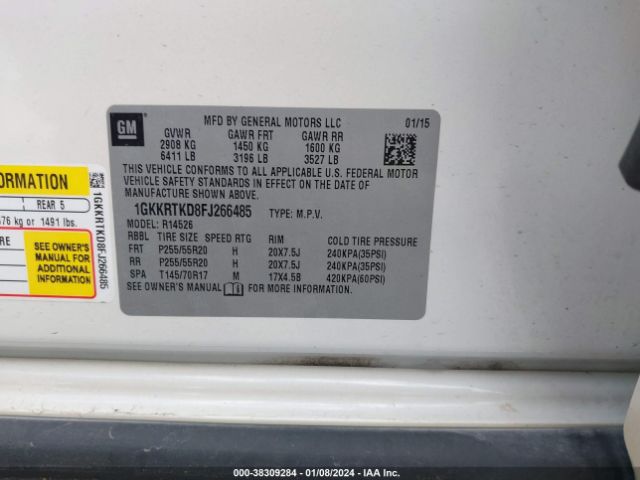 GM
MFD BY GENERAL MOTORS LLC
01/15
GVWR GAWR FRT GAWR RR
2908 KG 1450 KG 1600 KG
6411 LB 3196 LB 3527 LB
THIS VEHICLE CONFORMS TO ALL APPLICABLE U.S. FEDERAL MOTOR
VEHICLE SAFETY STANDARDS IN EFFECT ON THE DATE OF
MANUFACTURE SHOWN ABOVE.
1GKKRTKD8FJ266485 TYPE: M.P.V.
MODEL: R14526
RBBL TIRE SIZE SPEED RTG RIM COLD TIRE PRESSURE
FRT P255/55R20 H 20X7.5J 240KPA(35PSI)
RR P255/55R20 H 20X7.5J 240KPA(35PSI)
SPA T145/70R17 M 17X4.5B 420KPA(60PSI)
SEE OWNER'S MANUAL FOR MORE INFORMATION
REAR 5
kg or 1491 lbs.
SEE OWNER'S
MANUAL FOR
ADDITIONAL
INFORMATION
1GKKRTKD8FJ266485
000-38309284 - 01/08/2024 - IAA Inc.